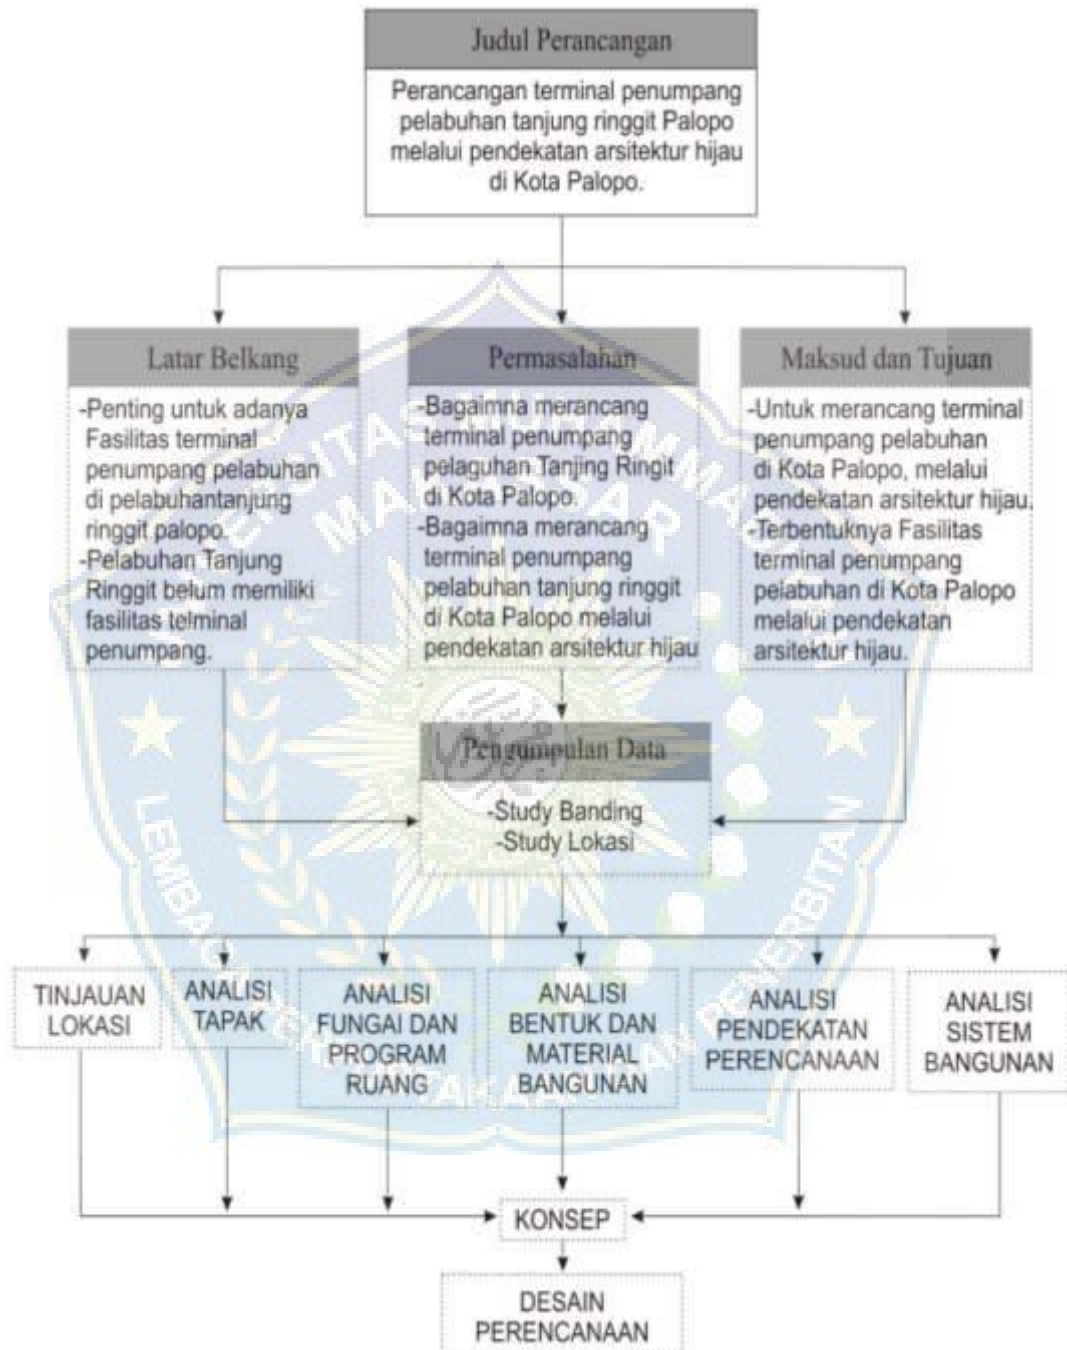 Judul Perancangan
Perancangan terminal penumpang
pelabuhan tanjung ringgit Palopo
melalui pendekatan arsitektur hijau
di Kota Palopo.
Latar Belkang
-Penting untuk adanya
Fasilitas terminal
penumpang pelabuhan
di pelabuhantanjung
ringgit palopo.
-Pelabuhan Tanjung
Ringgit belum memiliki
fasilitas telminal
penumpang.
Permasalahan
-Bagaimna merancang
terminal penumpang
pelaguhan Tanjing Ringit
di Kota Palopo.
-Bagaimna merancang
terminal penumpang
pelabuhan tanjung ringgit
di Kota Palopo melalui
pendekatan arsitektur hijau
Maksud dan Tujuan
-Untuk merancang terminal
penumpang pelabuhan
di Kota Palopo, melalui
pendekatan arsitektur hijau.
-Terbentuknya Fasilitas
terminal penumpang
pelabuhan di Kota Palopo
melalui pendekatan
arsitektur hijau.
Pengumpulan Data
-Study Banding
-Study Lokasi
TINJAUAN
LOKASI
ANALISI
TAPAK
ANALISI
FUNGAI DAN
PROGRAM
RUANG
ANALISI
BENTUK DAN
MATERIAL
BANGUNAN
ANALISI
PENDEKATAN
PERENCANAAN
ANALISI
SISTEM
BANGUNAN
KONSEP
DESAIN
PERENCANAAN
MAKASSAR